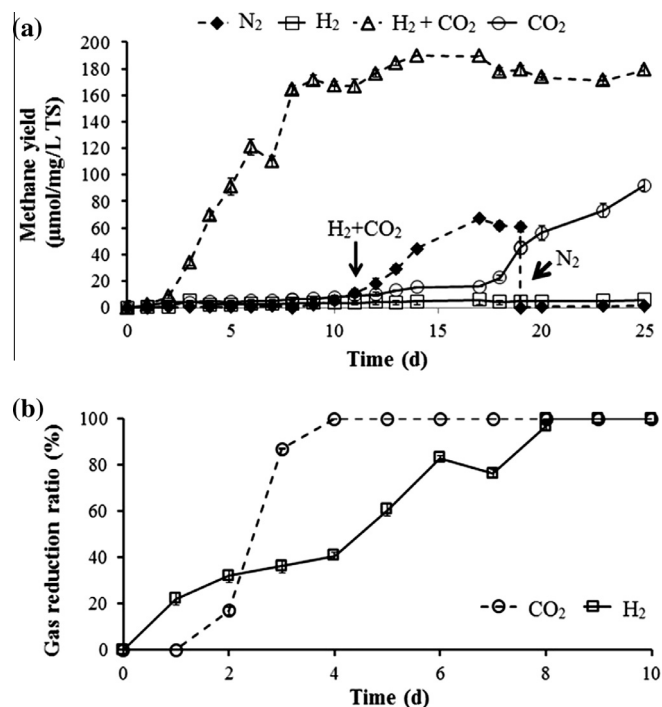 (a)
N₂ H₂ H₂ + CO₂ CO₂
200
180
160
140
120
100
80
60
40
20
0
Methane yield
(μmol/mg/L TS)
H₂+CO₂
N₂
0 5 10 15 20 25
Time (d)
(b)
100
80
60
40
20
0
Gas reduction ratio (%)
CO₂ H₂
0 2 4 6 8 10
Time (d)